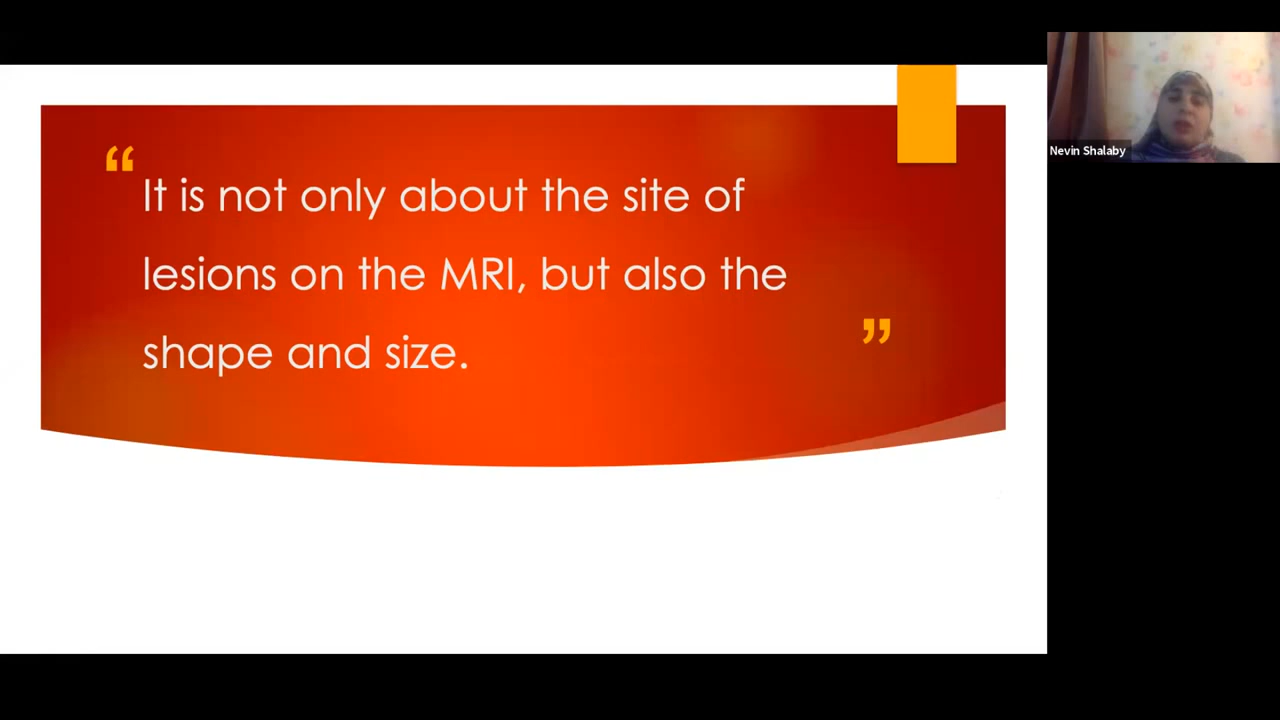 “
It is not only about the site of
lesions on the MRI, but also the
shape and size.
”
Nevin Shalaby